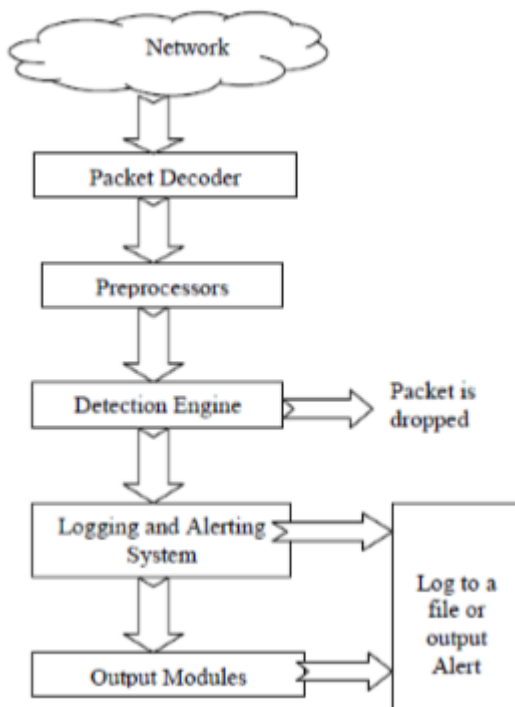 Network
Packet Decoder
Preprocessors
Detection Engine
Packet is
dropped
Logging and Alerting
System
Log to a
file or
output
Alert
Output Modules